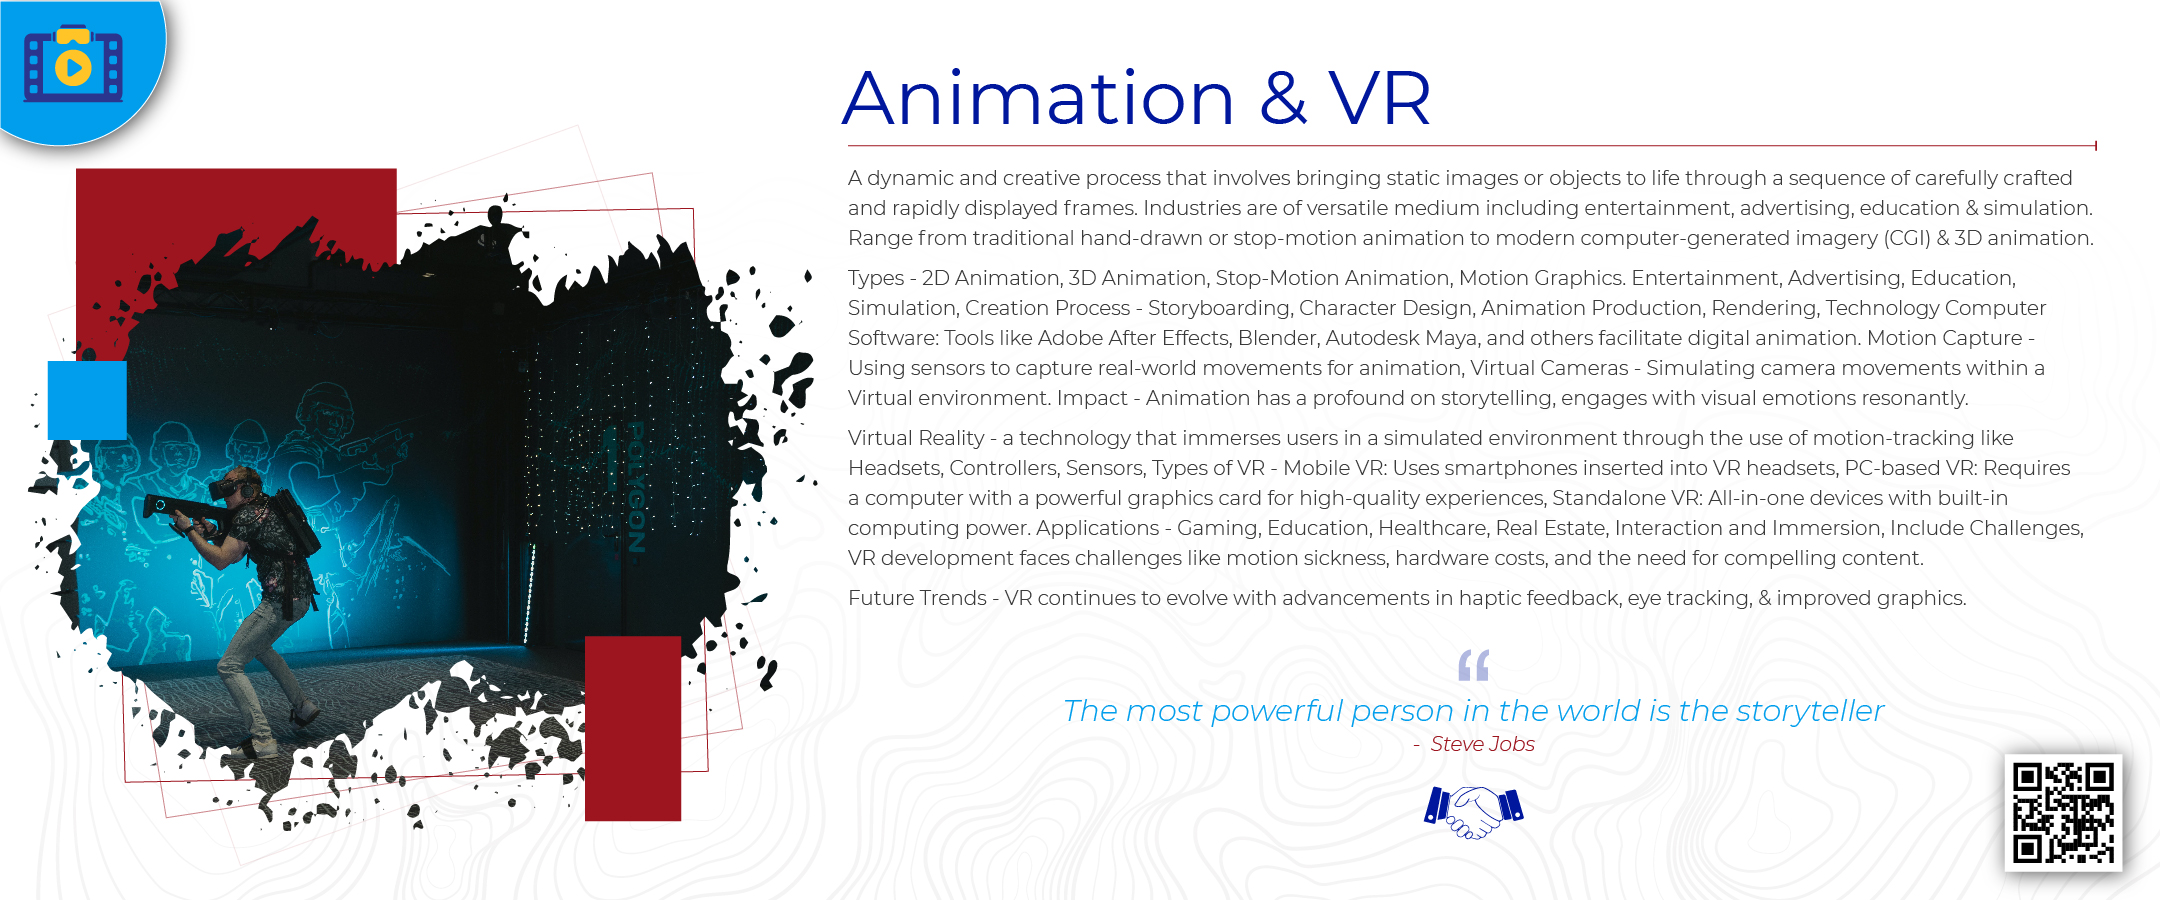 Animation & VR
A dynamic and creative process that involves bringing static images or objects to life through a sequence of carefully crafted
and rapidly displayed frames. Industries are of versatile medium including entertainment, advertising, education & simulation.
Range from traditional hand-drawn or stop-motion animation to modern computer-generated imagery (CGI) & 3D animation.
Types - 2D Animation, 3D Animation, Stop-Motion Animation, Motion Graphics. Entertainment, Advertising, Education,
Simulation, Creation Process - Storyboarding, Character Design, Animation Production, Rendering, Technology Computer
Software: Tools like Adobe After Effects, Blender, Autodesk Maya, and others facilitate digital animation. Motion Capture -
Using sensors to capture real-world movements for animation, Virtual Cameras - Simulating camera movements within a
Virtual environment. Impact - Animation has a profound on storytelling, engages with visual emotions resonantly.
Virtual Reality - a technology that immerses users in a simulated environment through the use of motion-tracking like
Headsets, Controllers, Sensors, Types of VR - Mobile VR: Uses smartphones inserted into VR headsets, PC-based VR: Requires
a computer with a powerful graphics card for high-quality experiences, Standalone VR: All-in-one devices with built-in
computing power. Applications - Gaming, Education, Healthcare, Real Estate, Interaction and Immersion, Include Challenges,
VR development faces challenges like motion sickness, hardware costs, and the need for compelling content.
Future Trends - VR continues to evolve with advancements in haptic feedback, eye tracking, & improved graphics.
“
The most powerful person in the world is the storyteller
- Steve Jobs
POLYGON.